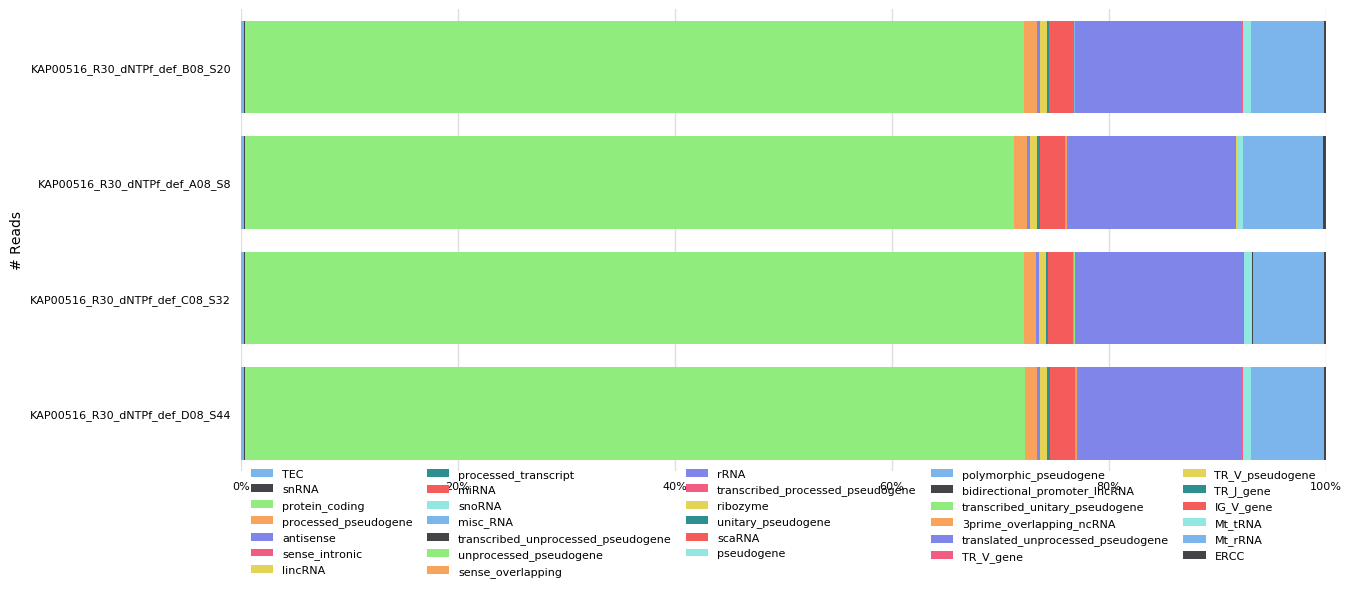 # Reads
KAP00516_R30_dNTPf_def_B08_S20
KAP00516_R30_dNTPf_def_A08_S8
KAP00516_R30_dNTPf_def_C08_S32
KAP00516_R30_dNTPf_def_D08_S44
0%
20%
40%
60%
80%
100%
TEC
snRNA
protein_coding
processed_pseudogene
antisense
sense_intronic
lincRNA
processed_transcript
miRNA
snoRNA
misc_RNA
transcribed_unprocessed_pseudogene
unprocessed_pseudogene
sense_overlapping
rRNA
transcribed_processed_pseudogene
ribozyme
unitary_pseudogene
scaRNA
pseudogene
polymorphic_pseudogene
bidirectional_promoter_lncRNA
transcribed_unitary_pseudogene
3prime_overlapping_ncRNA
translated_unprocessed_pseudogene
TR_V_gene
TR_V_pseudogene
TR_J_gene
IG_V_gene
Mt_tRNA
Mt_rRNA
ERCC